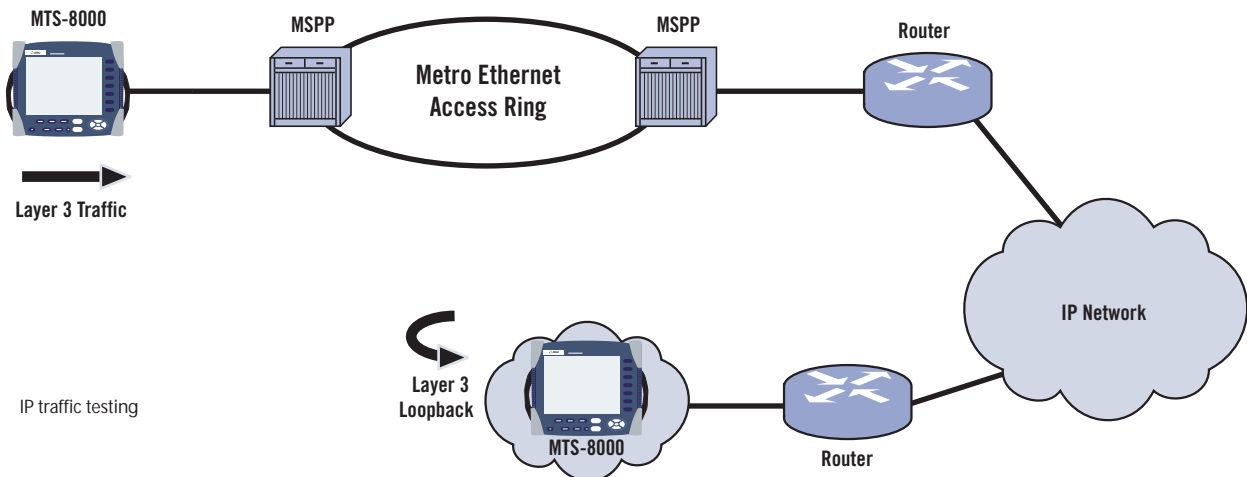 MTS-8000
MSPP
MSPP
Router
Metro Ethernet
Access Ring
Layer 3 Traffic
IP Network
Layer 3
Loopback
IP traffic testing
MTS-8000
Router